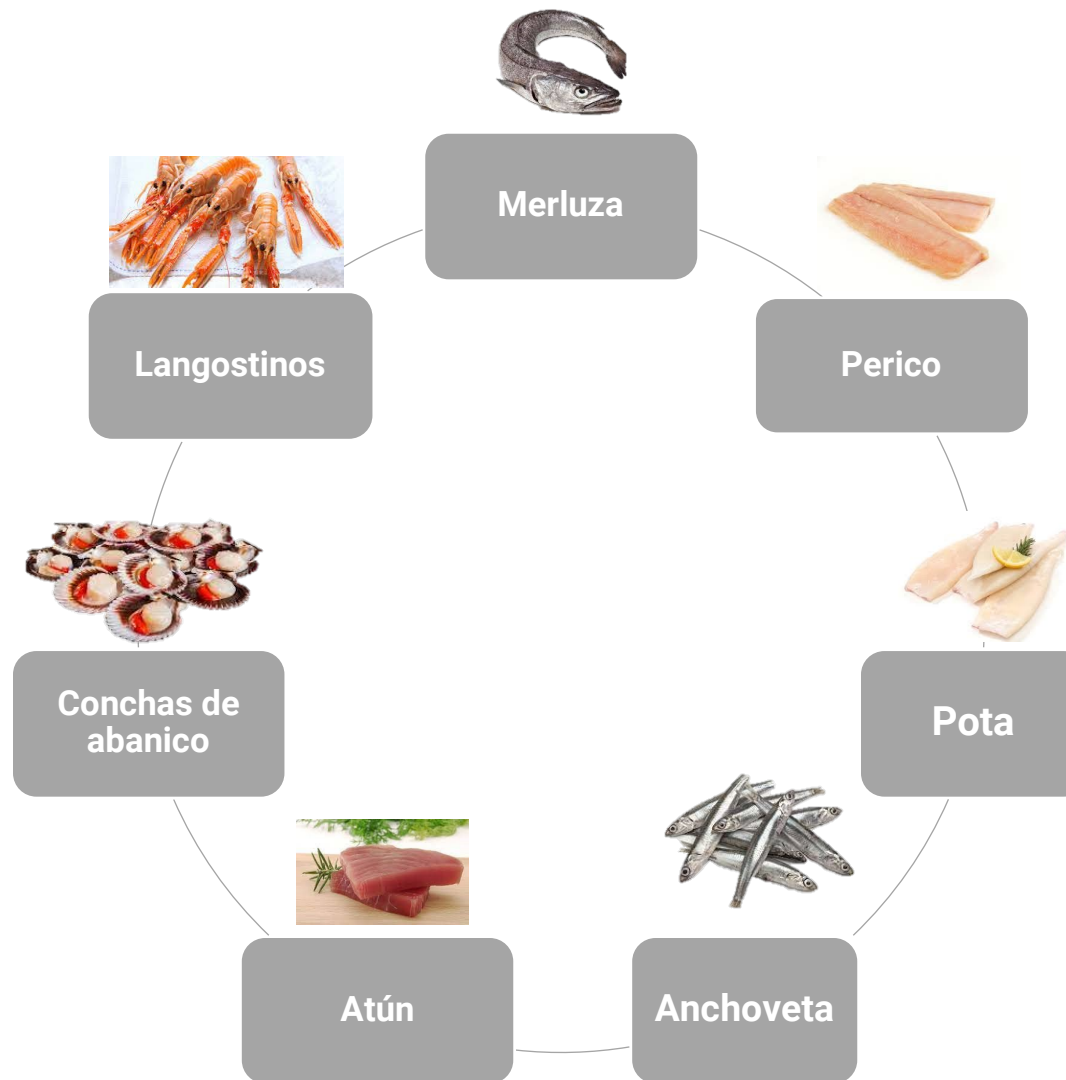 Merluza
Perico
Pota
Anchoveta
Atún
Conchas de
abanico
Langostinos